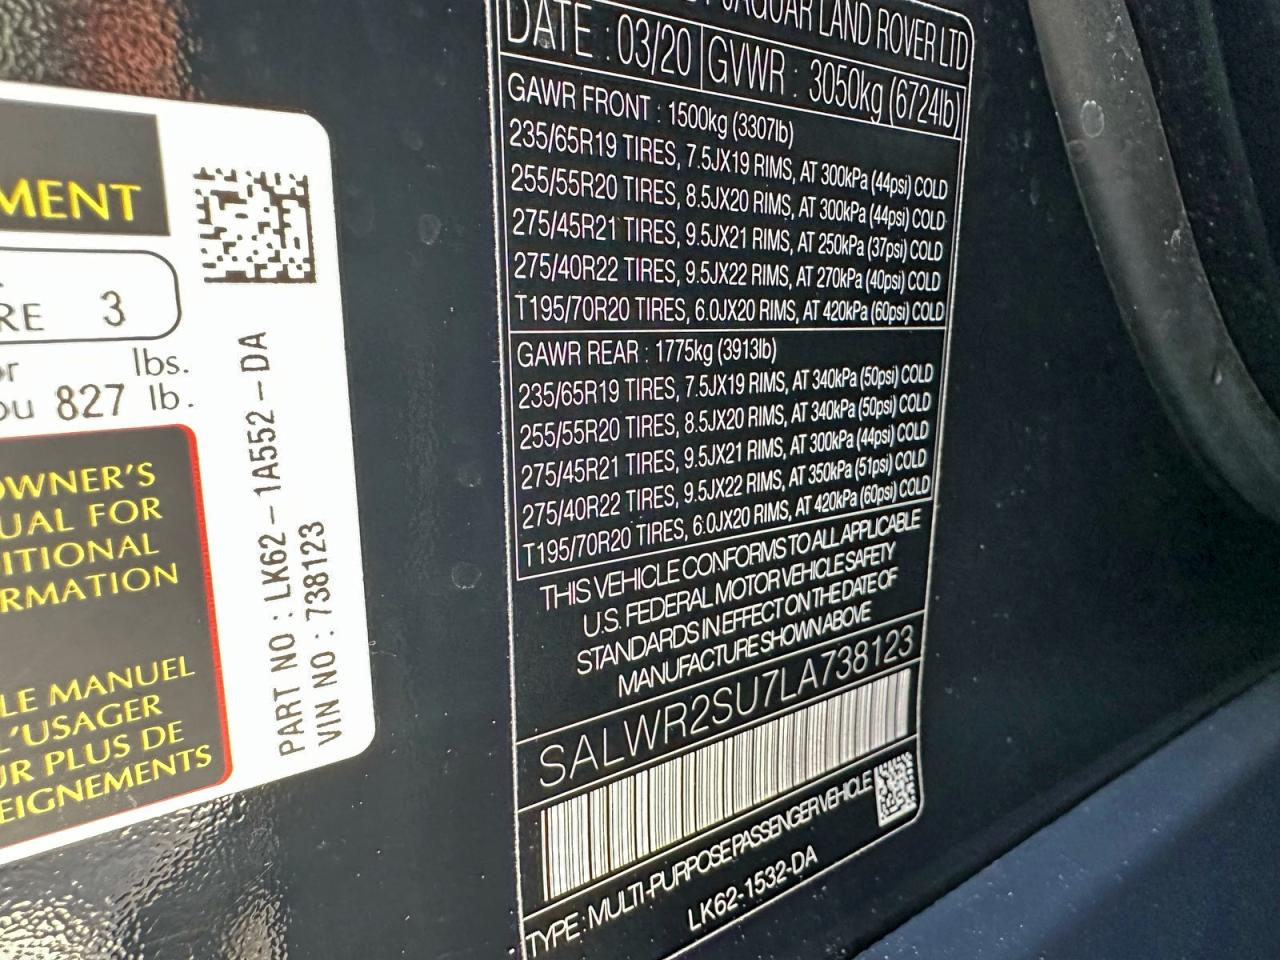 MENT
RE 3
or lbs.
ou 827 lb.
OWNER'S
UAL FOR
ITIONAL
RMATION
LE MANUEL
L'USAGER
UR PLUS DE
EIGNEMENTS
PART NO : LK62-1A552-DA
VIN NO : 738123
JAGUAR LAND ROVER LTD
DATE : 03/20 GVWR : 3050kg (6724lb)
GAWR FRONT : 1500kg (3307lb)
235/65R19 TIRES, 7.5JX19 RIMS, AT 300kPa (44psi) COLD
255/55R20 TIRES, 8.5JX20 RIMS, AT 300kPa (44psi) COLD
275/45R21 TIRES, 9.5JX21 RIMS, AT 250kPa (37psi) COLD
275/40R22 TIRES, 9.5JX22 RIMS, AT 270kPa (40psi) COLD
T195/70R20 TIRES, 6.0JX20 RIMS, AT 420kPa (60psi) COLD
GAWR REAR : 1775kg (3913lb)
235/65R19 TIRES, 7.5JX19 RIMS, AT 340kPa (50psi) COLD
255/55R20 TIRES, 8.5JX20 RIMS, AT 340kPa (50psi) COLD
275/45R21 TIRES, 9.5JX21 RIMS, AT 300kPa (44psi) COLD
275/40R22 TIRES, 9.5JX22 RIMS, AT 350kPa (51psi) COLD
T195/70R20 TIRES, 6.0JX20 RIMS, AT 420kPa (60psi) COLD
THIS VEHICLE CONFORMS TO ALL APPLICABLE
U.S. FEDERAL MOTOR VEHICLE SAFETY
STANDARDS IN EFFECT ON THE DATE OF
MANUFACTURE SHOWN ABOVE
SALWR2SU7LA738123
TYPE : MULTI-PURPOSE PASSENGER VEHICLE
LK62-1532-DA